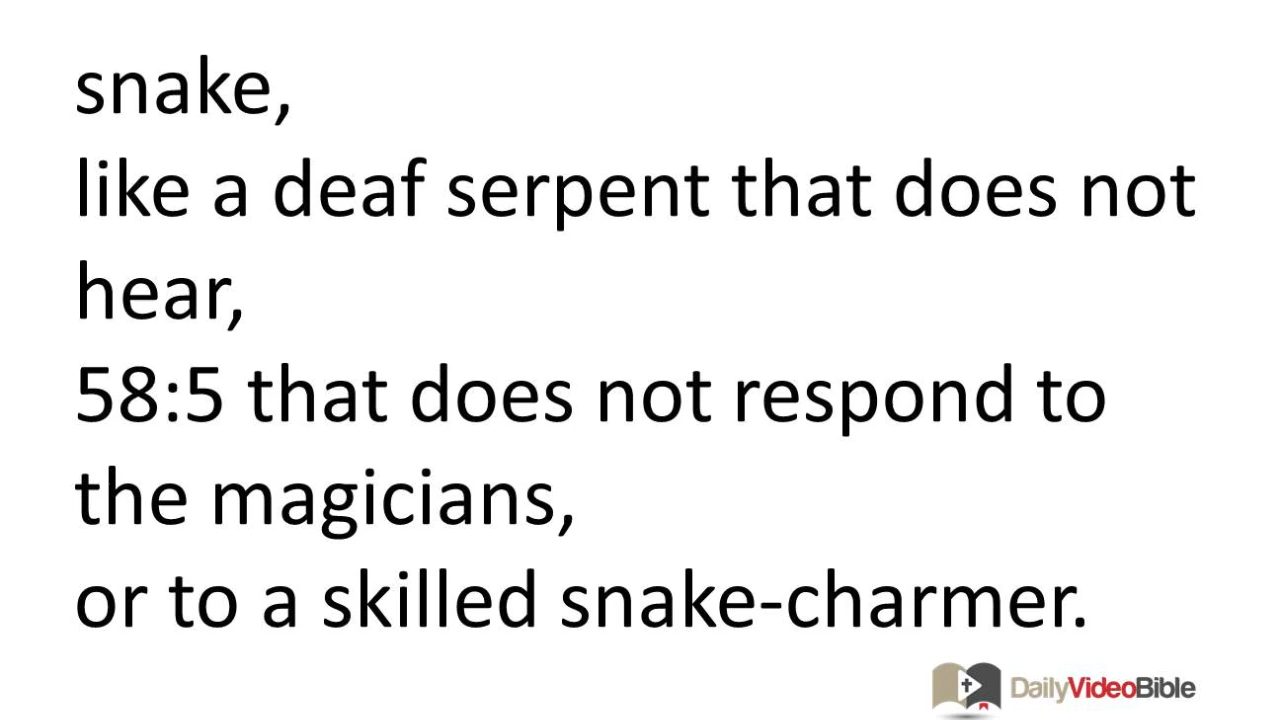 snake,
like a deaf serpent that does not
hear,
58:5 that does not respond to
the magicians,
or to a skilled snake-charmer.
DailyVideoBible